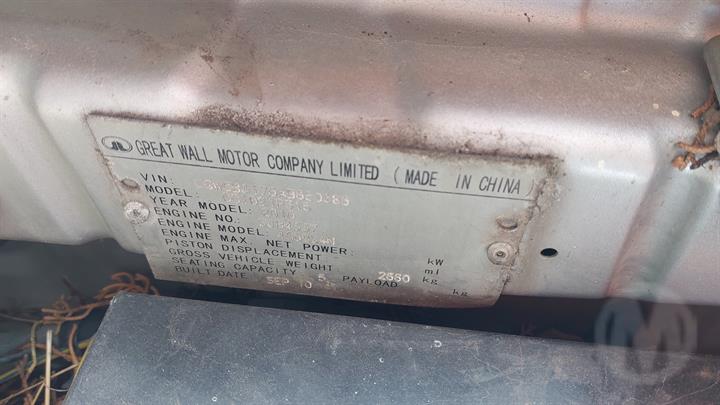 GREAT WALL MOTOR COMPANY LIMITED ( MADE IN CHINA )
VIN:
MODEL:
YEAR MODEL:
ENGINE NO.:
ENGINE MODEL:
ENGINE MAX. NET POWER: kW
PISTON DISPLACEMENT ml
GROSS VEHICLE WEIGHT 2660 kg
SEATING CAPACITY 5 PAYLOAD kg
BUILT DATE SEP 10
M